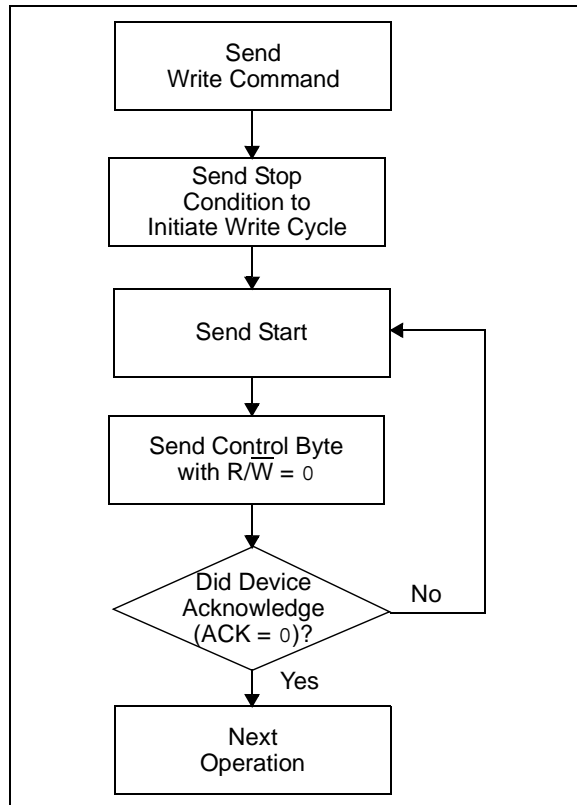 Send
Write Command
Send Stop
Condition to
Initiate Write Cycle
Send Start
Send Control Byte
with R/W̅ = 0
Did Device
Acknowledge
(ACK = 0)?
No
Yes
Next
Operation